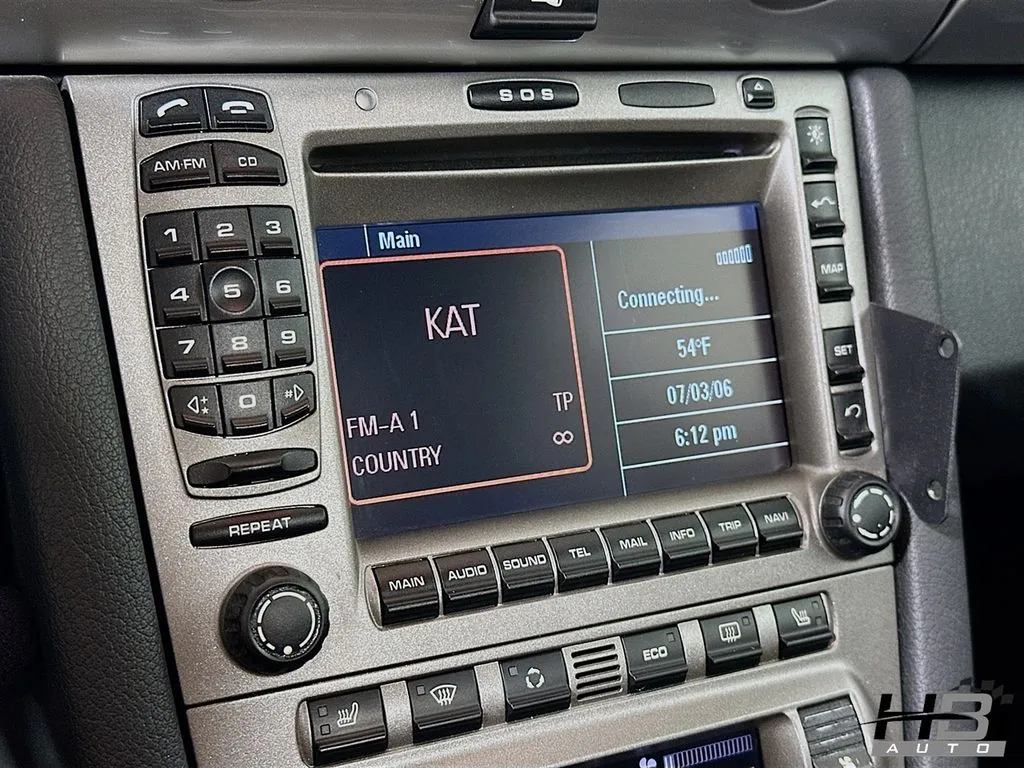 SOS
AM·FM CD
1 2 3
4 5 6
7 8 9
* 0 #
REPEAT
Main
KAT
TP
FM-A 1
∞
COUNTRY
Connecting...
54°F
07/03/06
6:12 pm
MAP
SET
MAIN AUDIO SOUND TEL MAIL INFO TRIP NAVI
ECO
HB
AUTO